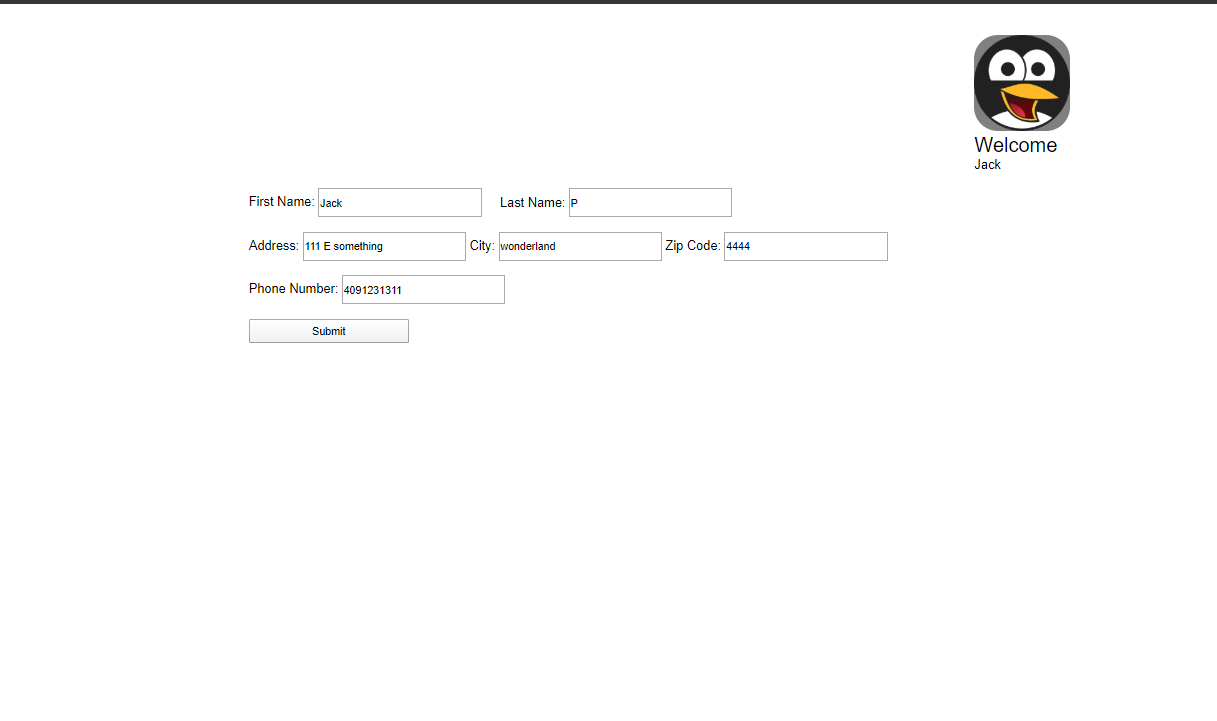 Welcome
Jack
First Name: Jack Last Name: P
Address: 111 E something City: wonderland Zip Code: 4444
Phone Number: 4091231311
Submit